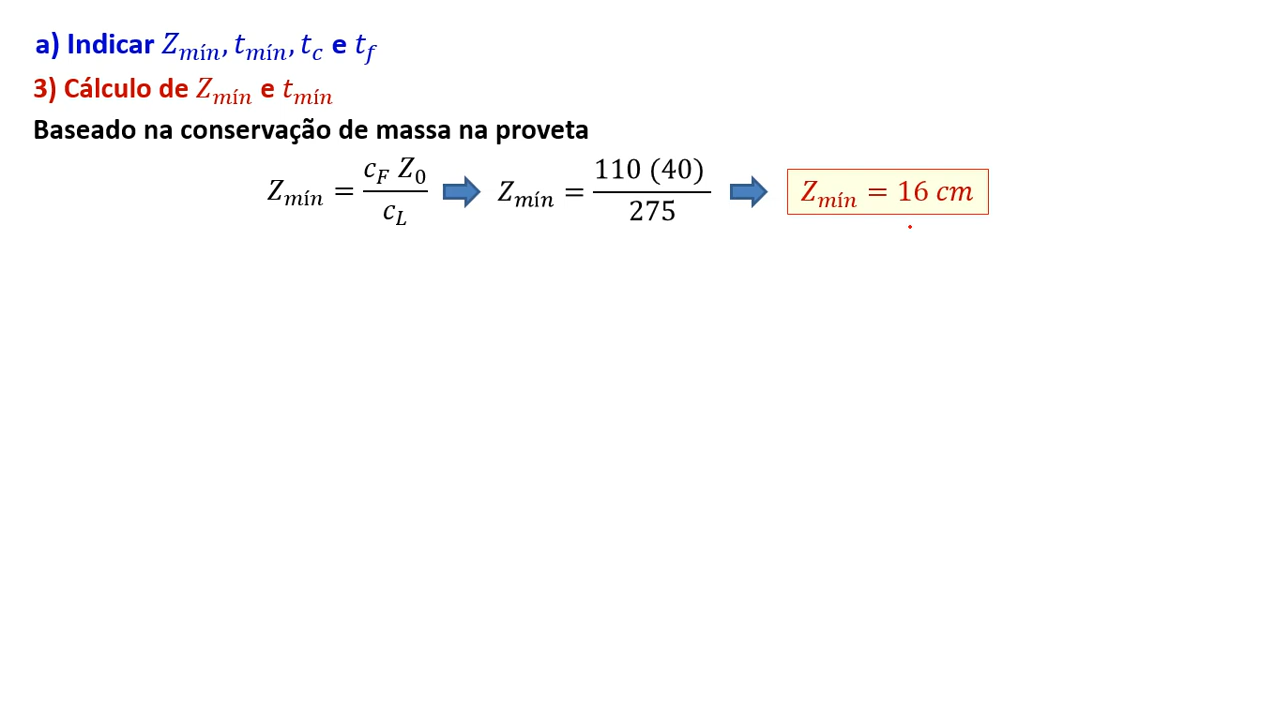 a) Indicar Z_mín, t_mín, t_c e t_f
3) Cálculo de Z_mín e t_mín
Baseado na conservação de massa na proveta
Z_mín = c_F Z_0 / c_L Z_mín = 110 (40) / 275 Z_mín = 16 cm